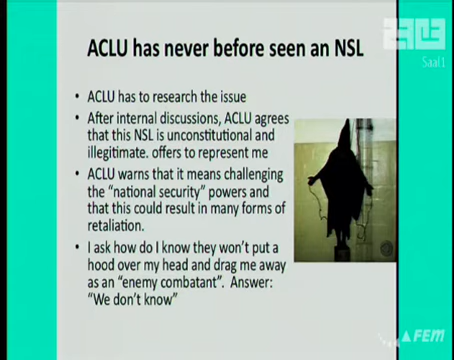 ACLU has never before seen an NSL
Saal1
• ACLU has to research the issue
• After internal discussions, ACLU agrees
that this NSL is unconstitutional and
illegitimate. offers to represent me
• ACLU warns that it means challenging
the “national security” powers and
that this could result in many forms of
retaliation.
• I ask how do I know they won’t put a
hood over my head and drag me away
as an “enemy combatant”.  Answer:
“We don’t know”
FEM